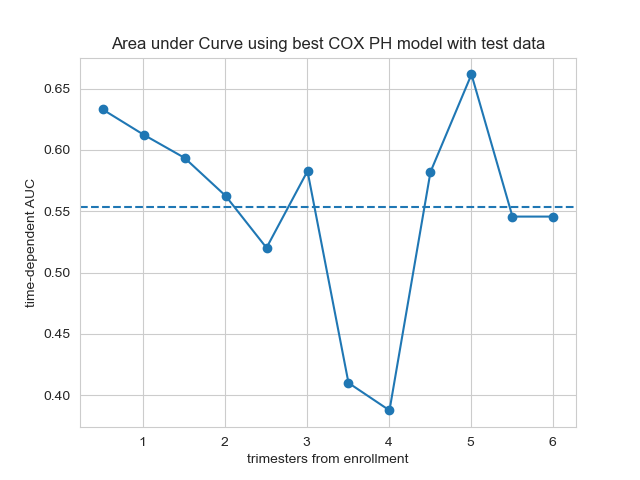 Area under Curve using best COX PH model with test data
time-dependent AUC
0.65
0.60
0.55
0.50
0.45
0.40
1 2 3 4 5 6
trimesters from enrollment